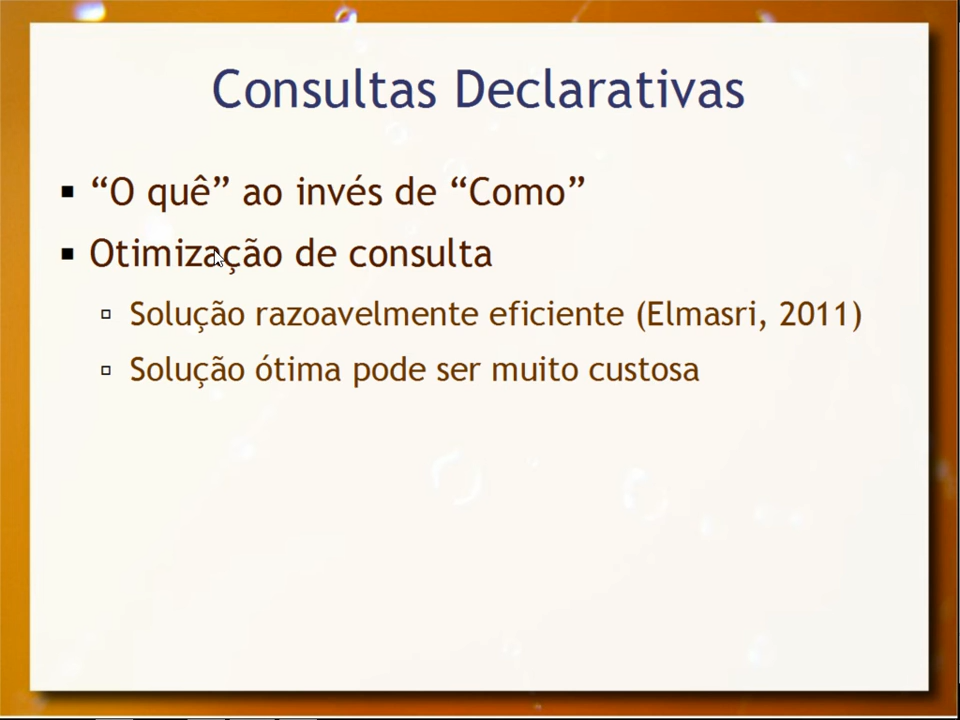 Consultas Declarativas
“O quê” ao invés de “Como”
Otimização de consulta
Solução razoavelmente eficiente (Elmasri, 2011)
Solução ótima pode ser muito custosa